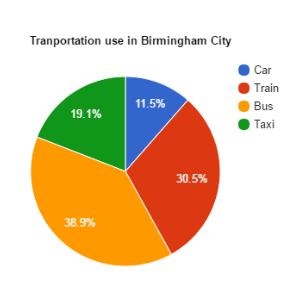 Tranportation use in Birmingham City
Car
Train
Bus
Taxi
11.5%
30.5%
38.9%
19.1%